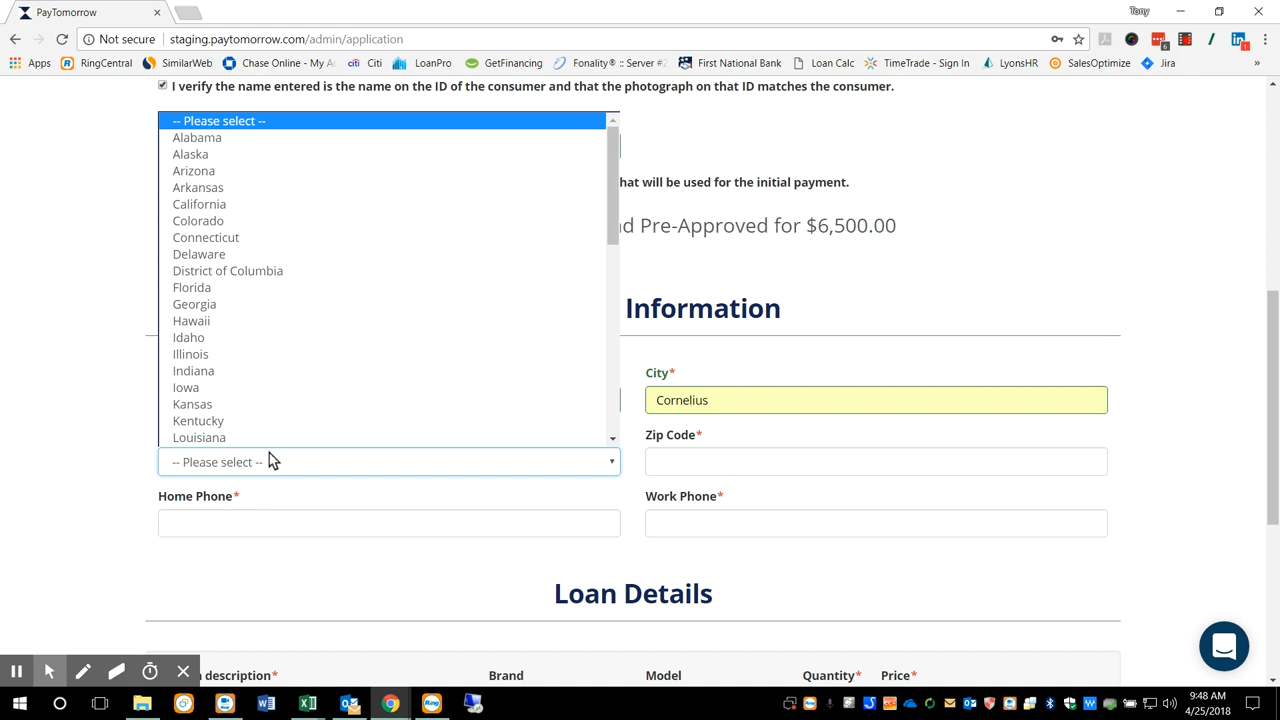 PayTomorrow
Tony
Not secure
staging.paytomorrow.com/admin/application
6
1
Apps
RingCentral
SimilarWeb
Chase Online - My Ac
citi Citi
LoanPro
GetFinancing
Fonality® :: Server #2
First National Bank
Loan Calc
TimeTrade - Sign In
LyonsHR
SalesOptimize
Jira
»
I verify the name entered is the name on the ID of the consumer and that the photograph on that ID matches the consumer.
-- Please select --
Alabama
Alaska
Arizona
Arkansas
California
Colorado
Connecticut
Delaware
District of Columbia
Florida
Georgia
Hawaii
Idaho
Illinois
Indiana
Iowa
Kansas
Kentucky
Louisiana
hat will be used for the initial payment.
d Pre-Approved for $6,500.00
Information
City*
Cornelius
Zip Code*
-- Please select --
Home Phone*
Work Phone*
Loan Details
description*
Brand
Model
Quantity*
Price*
9:48 AM
4/25/2018